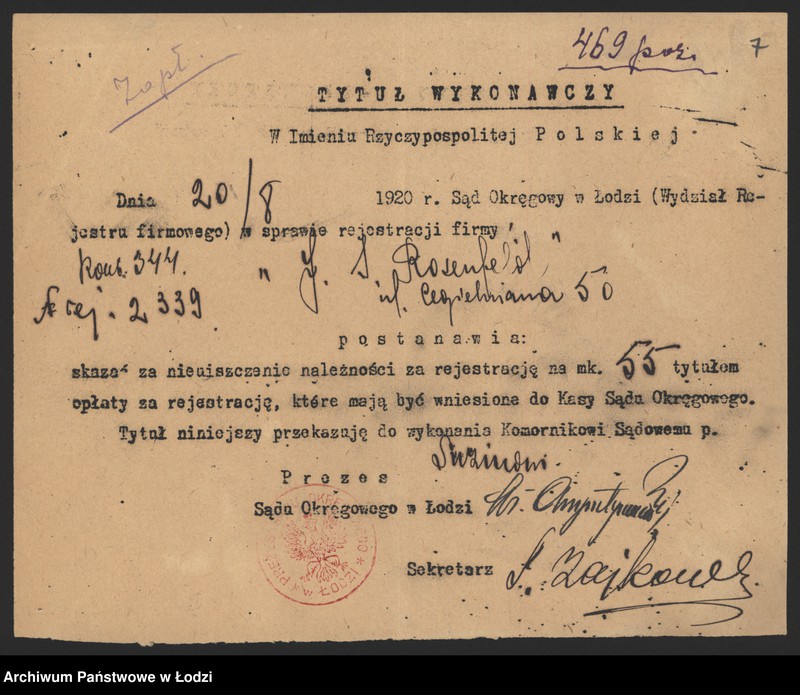 469 poz.
7
Zapł.
TYTUŁ WYKONAWCZY
W Imieniu Rzyczypospolitej Polskiej
Dnia 20/8 1920 r. Sąd Okręgowy w Łodzi (Wydział Re-
jestru firmowego) w sprawie rejestracji firmy
Kont. 344. "J. S. Rosenfeld"
rej. 2339 ul. Cegielniana 50
postanawia:
skazać za nieuiszczenie należności za rejestrację na mk. 55 tytułem
opłaty za rejestrację, które mają być wniesione do Kasy Sądu Okręgowego.
Tytuł niniejszy przekazuję do wykonania Komornikowi Sądowemu p.
Prezes
Sądu Okręgowego w Łodzi
Sekretarz S. Zajkowski
w ŁODZI
Archiwum Państwowe w Łodzi